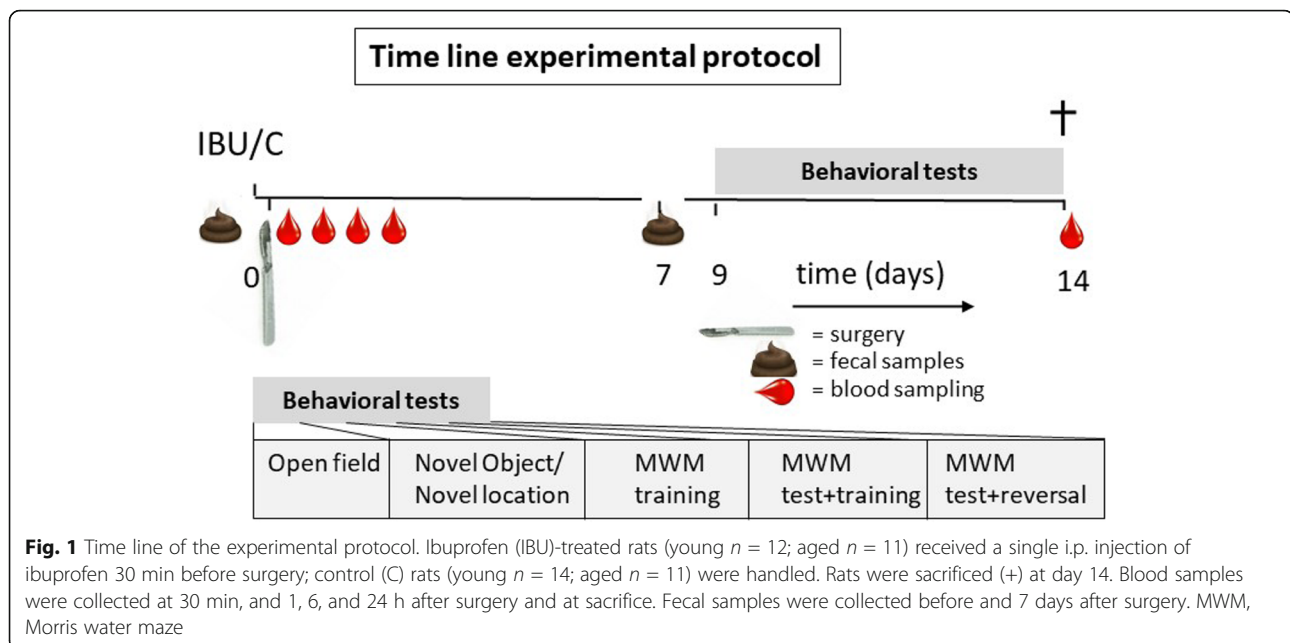 Time line experimental protocol
IBU/C
†
Behavioral tests
0
7
9
time (days)
14
= surgery
= fecal samples
= blood sampling
Behavioral tests
Open field
Novel Object/
Novel location
MWM
training
MWM
test+training
MWM
test+reversal
Fig. 1 Time line of the experimental protocol. Ibuprofen (IBU)-treated rats (young n = 12; aged n = 11) received a single i.p. injection of
ibuprofen 30 min before surgery; control (C) rats (young n = 14; aged n = 11) were handled. Rats were sacrificed (+) at day 14. Blood samples
were collected at 30 min, and 1, 6, and 24 h after surgery and at sacrifice. Fecal samples were collected before and 7 days after surgery. MWM,
Morris water maze